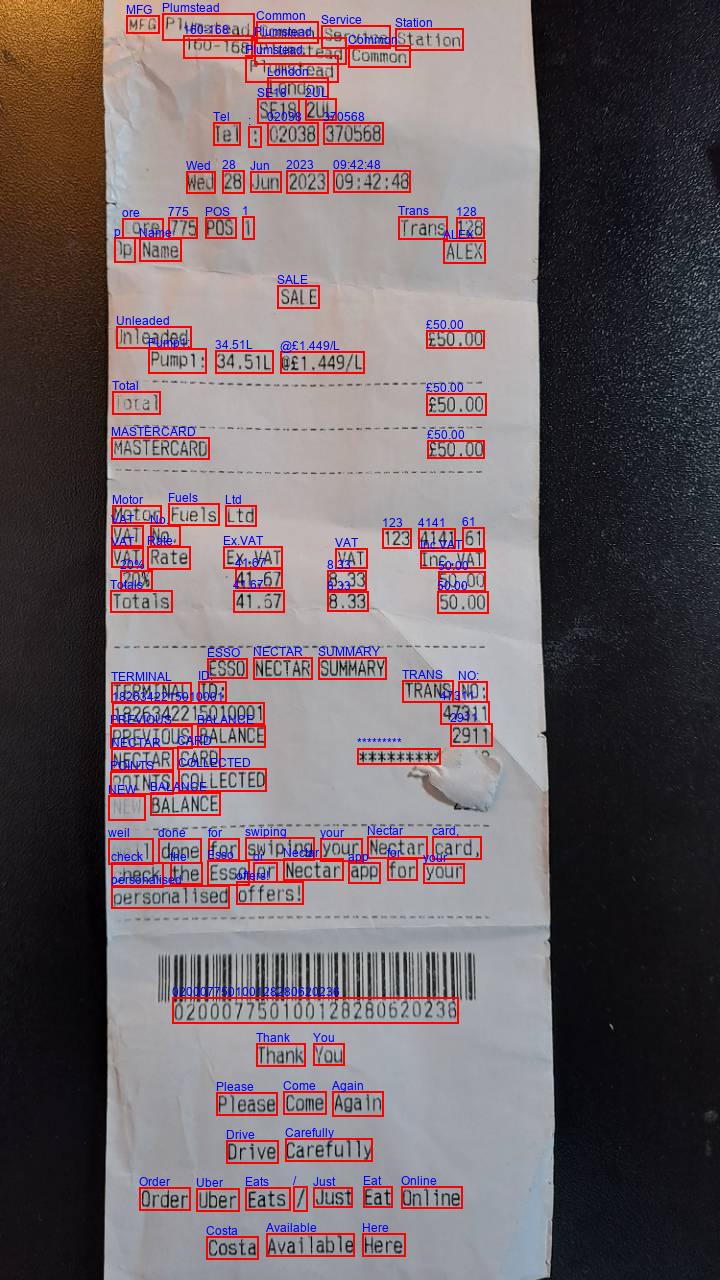 MFG Plumstead Common Service Station
160-168 Plumstead Common
Plumstead
London
SE18 2UL
Tel : 02038 370568
Wed 28 Jun 2023 09:42:48
ore 775 POS 1 Trans 128
Op Name ALEX
SALE
Unleaded £50.00
Pump1: 34.51L @£1.449/L
Total £50.00
MASTERCARD £50.00
Motor Fuels Ltd
VAT No. 123 4141 61
VAT Rate Ex.VAT VAT Inc.VAT
20% 41.67 8.33 50.00
Totals 41.67 8.33 50.00
ESSO NECTAR SUMMARY
TERMINAL ID: TRANS NO:
1826342215010001 47311
PREVIOUS BALANCE 2911
NECTAR CARD *********
POINTS COLLECTED
NEW BALANCE
well done for swiping your Nectar card,
check the Esso or Nectar app for your
personalised offers!
020007750100128280620236
Thank You
Please Come Again
Drive Carefully
Order Uber Eats / Just Eat Online
Costa Available Here